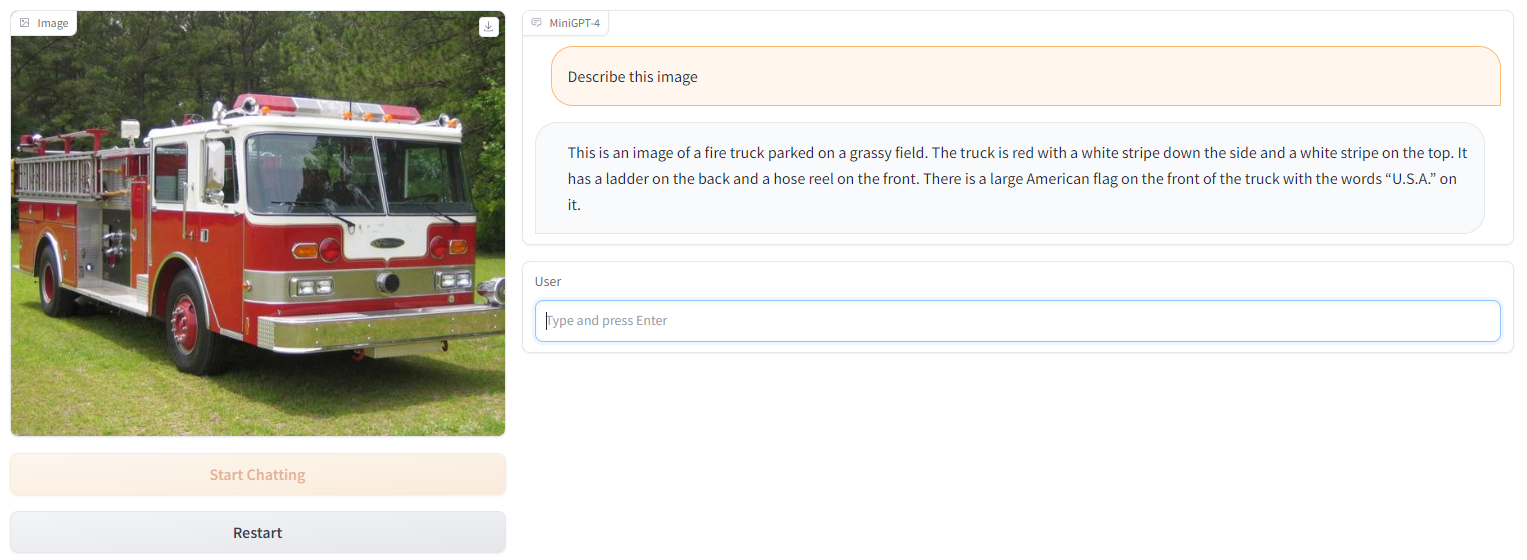 Image
MiniGPT-4
Describe this image
This is an image of a fire truck parked on a grassy field. The truck is red with a white stripe down the side and a white stripe on the top. It
has a ladder on the back and a hose reel on the front. There is a large American flag on the front of the truck with the words “U.S.A.” on
it.
User
Type and press Enter
Start Chatting
Restart